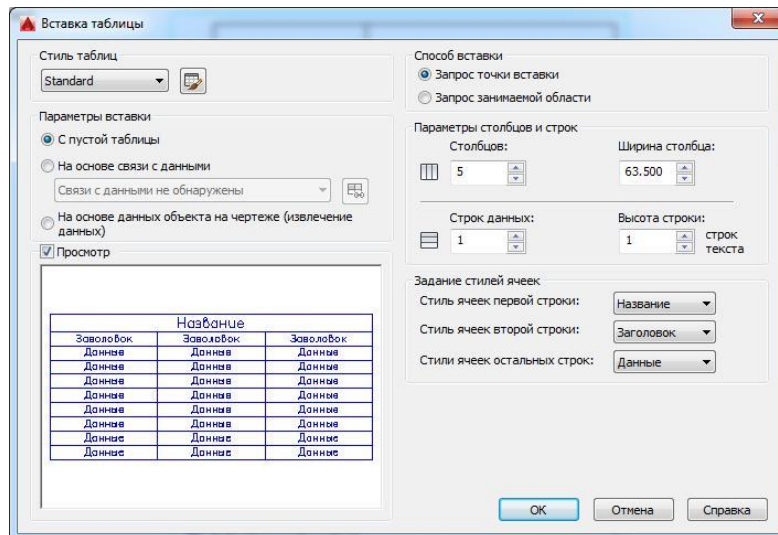 Вставка таблицы
Стиль таблиц
Standard
Параметры вставки
С пустой таблицы
На основе связи с данными
Связи с данными не обнаружены
На основе данных объекта на чертеже (извлечение
данных)
Просмотр
Название
Заголовок Заголовок Заголовок
Данные Данные Данные
Данные Данные Данные
Данные Данные Данные
Данные Данные Данные
Данные Данные Данные
Данные Данные Данные
Данные Данные Данные
Данные Данные Данные
Способ вставки
Запрос точки вставки
Запрос занимаемой области
Параметры столбцов и строк
Столбцов: Ширина столбца:
5 63.500
Строк данных: Высота строки:
1 1 строк
текста
Задание стилей ячеек
Стиль ячеек первой строки: Название
Стиль ячеек второй строки: Заголовок
Стили ячеек остальных строк: Данные
OK Отмена Справка